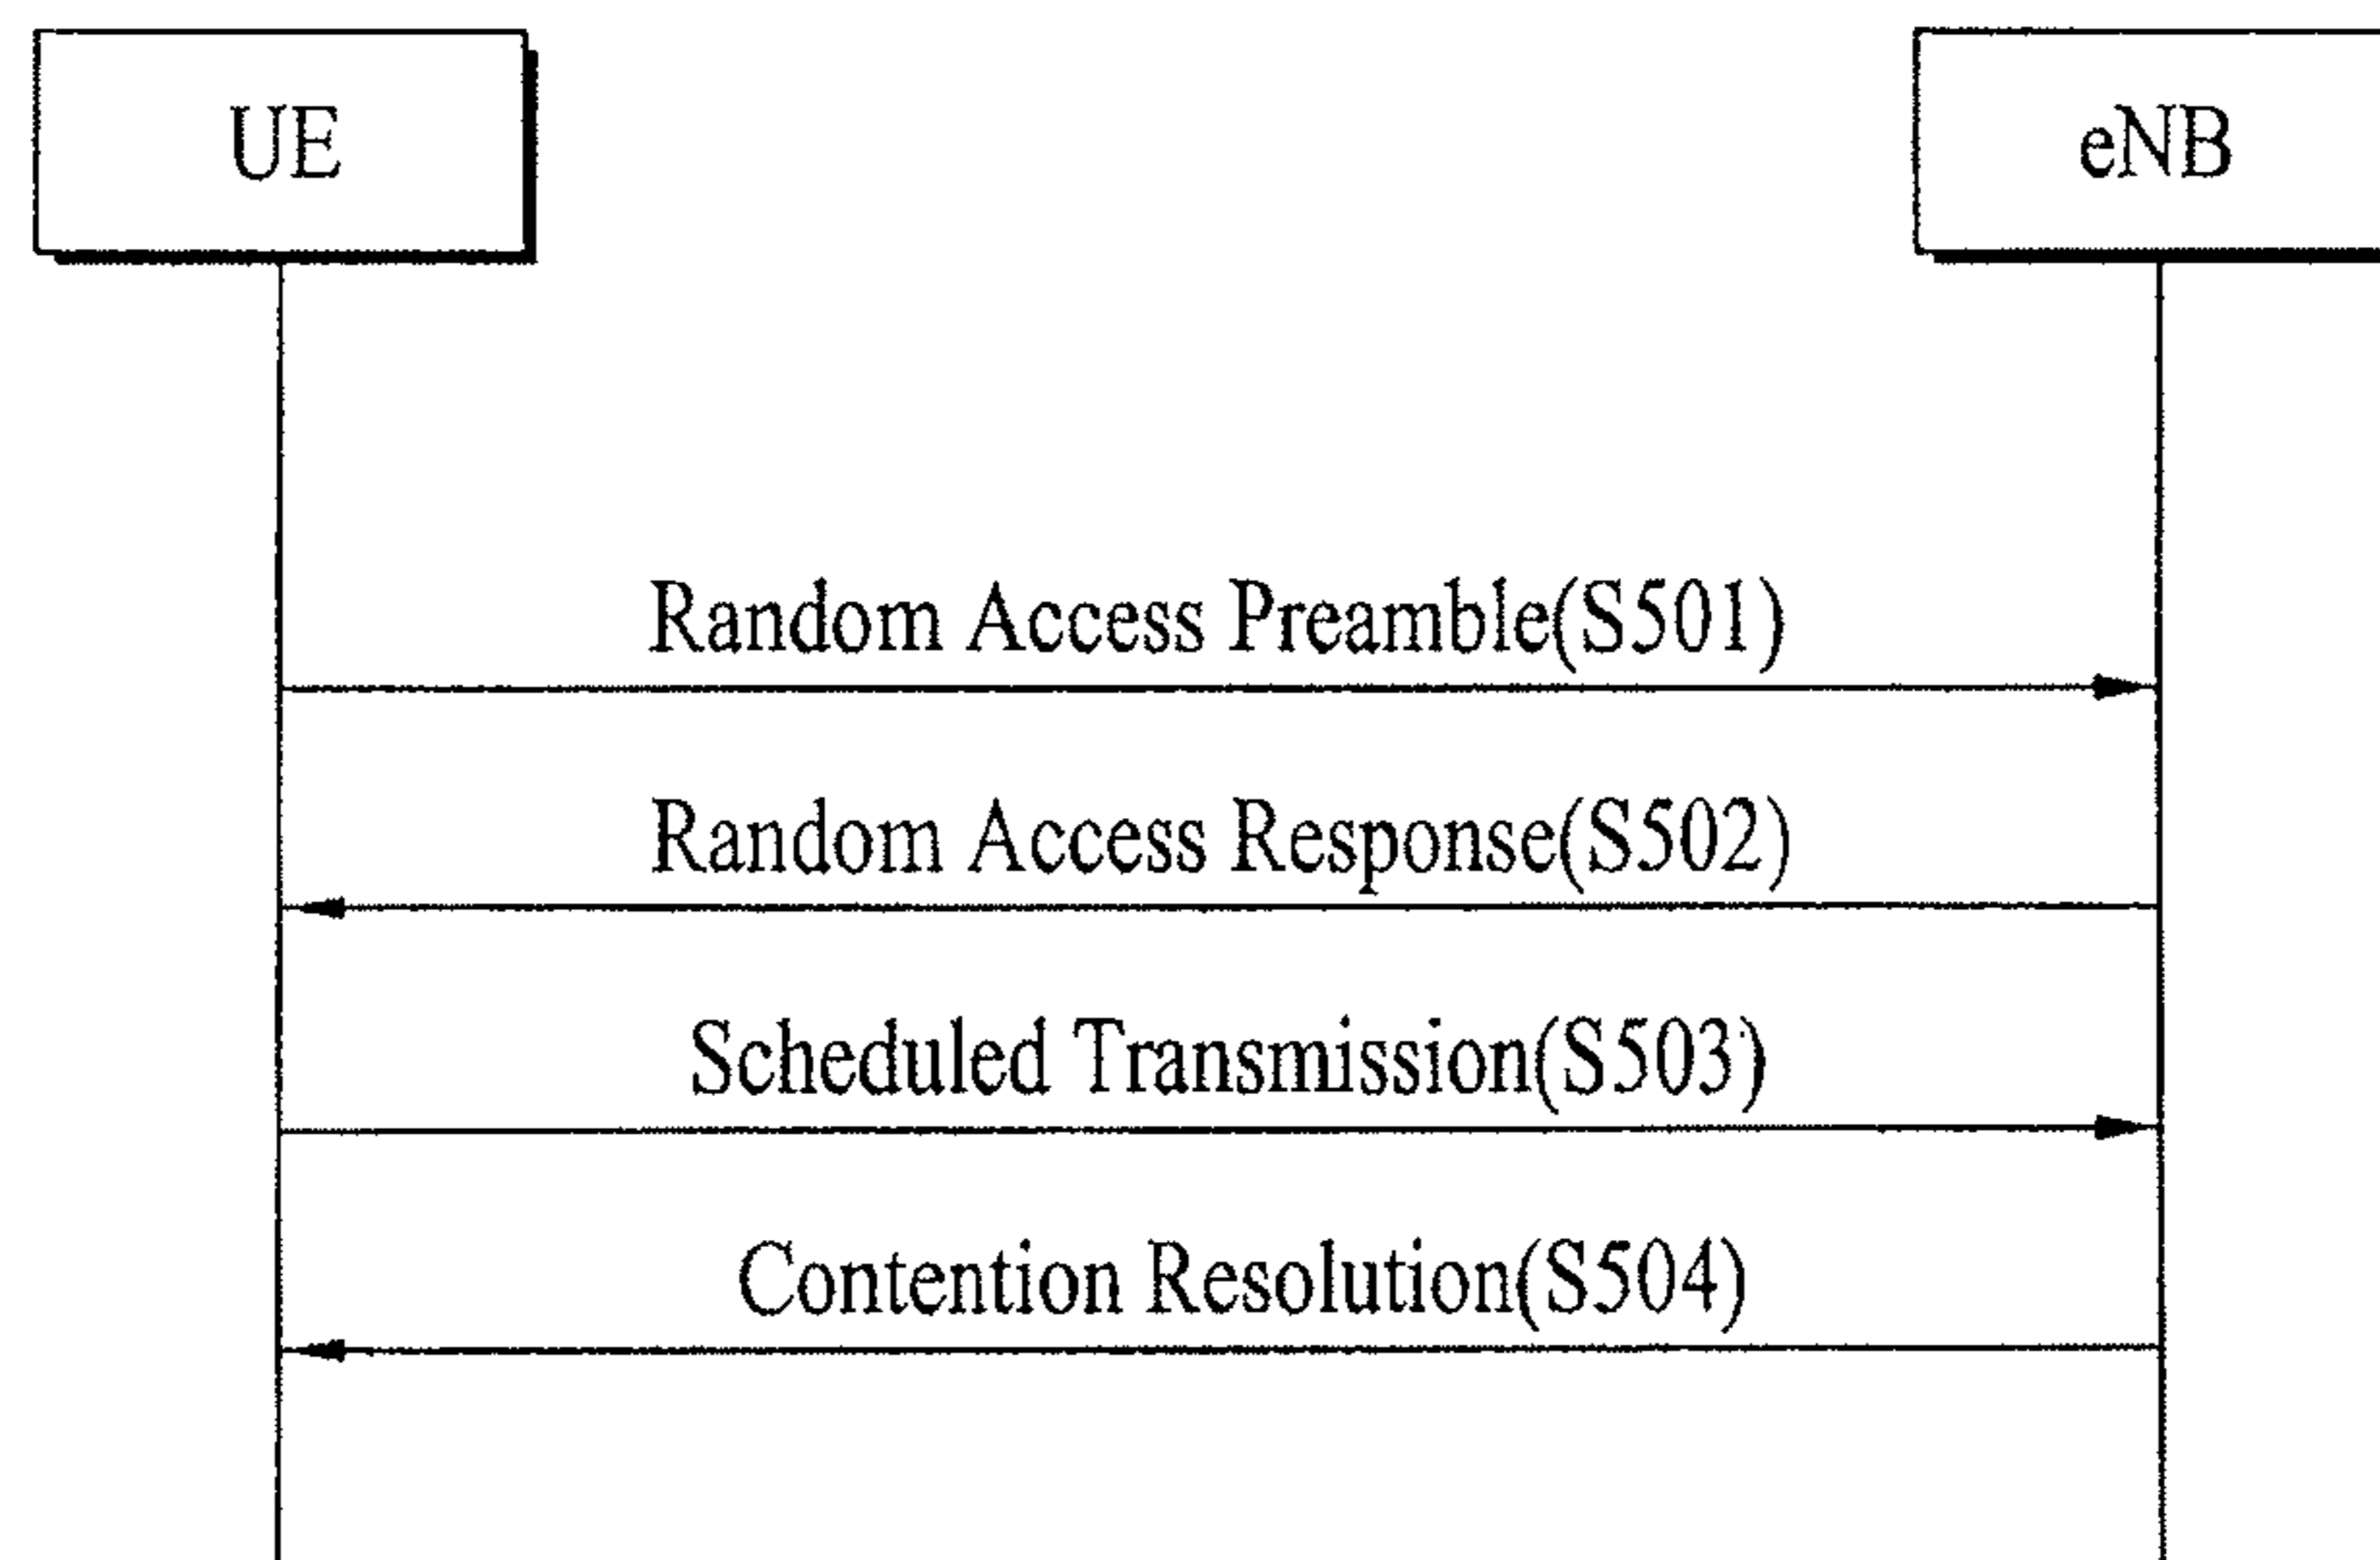 UE
eNB
Random Access Preamble(S501)
Random Access Response(S502)
Scheduled Transmission(S503)
Contention Resolution(S504)